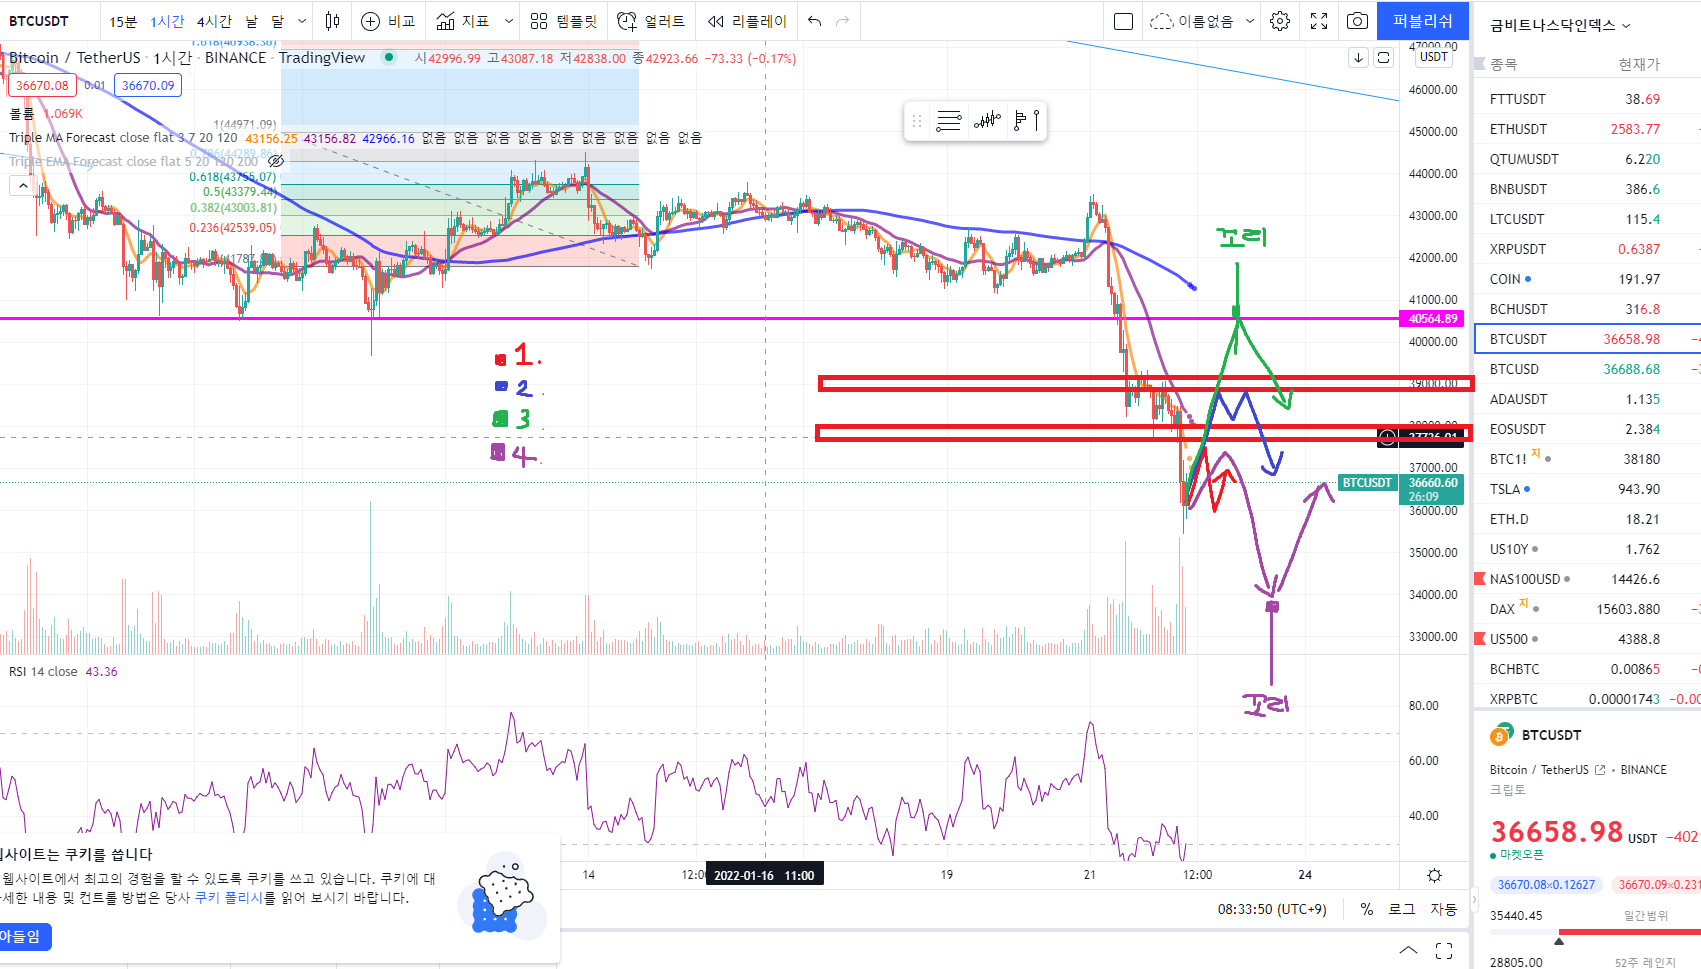 BTCUSDT 15분 1시간 4시간 날 달 비교 지표 템플릿 얼러트 리플레이 이름없음 퍼블리쉬
1.618(46938.36)
Bitcoin / TetherUS · 1시간 · BINANCE · TradingView 시42996.99 고43087.18 저42838.00 종42923.66 −73.33 (−0.17%)
36670.08 0.01 36670.09
볼륨 1.069K
1(44971.09)
Triple MA Forecast close flat 3 7 20 120 43156.25 43156.82 42966.16 없음 없음 없음 없음 없음 없음 없음 없음 없음
Triple EMA Forecast close flat 5 20 120 200
0.786(44289.86)
0.618(43755.07)
0.5(43379.44)
0.382(43003.81)
0.236(42539.05)
꼬리
1.
2.
3.
4.
꼬리
USDT
47000.00
46000.00
45000.00
44000.00
43000.00
42000.00
41000.00
40564.89
40000.00
39000.00
38000.00
37726.01
37000.00
BTCUSDT 36660.60
26:09
36000.00
35000.00
34000.00
33000.00
RSI 14 close 43.36
80.00
60.00
40.00
14 12:00 2022-01-16 11:00 19 21 12:00 24
08:33:50 (UTC+9) % 로그 자동
사이트는 쿠키를 씁니다
웹사이트에서 최고의 경험을 할 수 있도록 쿠키를 쓰고 있습니다. 쿠키에 대
세한 내용 및 컨트롤 방법은 당사 쿠키 폴리시를 읽어 보시기 바랍니다.
아들임
금비트나스닥인덱스
종목 현재가
FTTUSDT 38.69
ETHUSDT 2583.77
QTUMUSDT 6.220
BNBUSDT 386.6
LTCUSDT 115.4
XRPUSDT 0.6387
COIN 191.97
BCHUSDT 316.8
BTCUSDT 36658.98
BTCUSD 36688.68
ADAUSDT 1.135
EOSUSDT 2.384
BTC1! 지 38180
TSLA 943.90
ETH.D 18.21
US10Y 1.762
NAS100USD 14426.6
DAX 지 15603.880
US500 4388.8
BCHBTC 0.00865
XRPBTC 0.00001743 −0.00
BTCUSDT
Bitcoin / TetherUS • BINANCE
크립토
36658.98 USDT −402
마켓오픈
36670.08×0.12627 36670.09×0.231
35440.45 일간범위
28805.00 52주 레인지